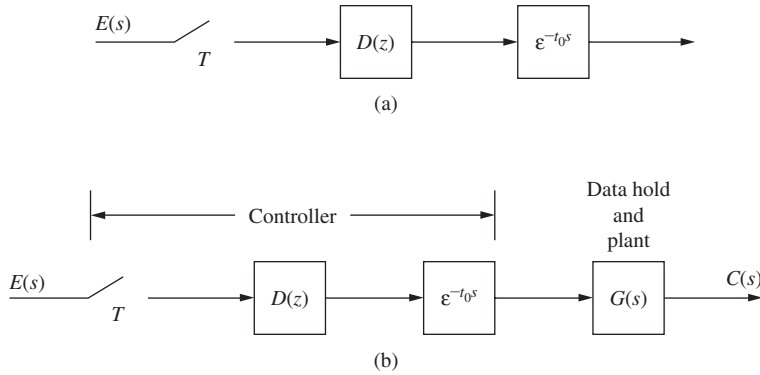 E(s)
T
D(z)
ε^{-t_0 s}
(a)
Data hold
and
plant
Controller
E(s)
T
D(z)
ε^{-t_0 s}
G(s)
C(s)
(b)